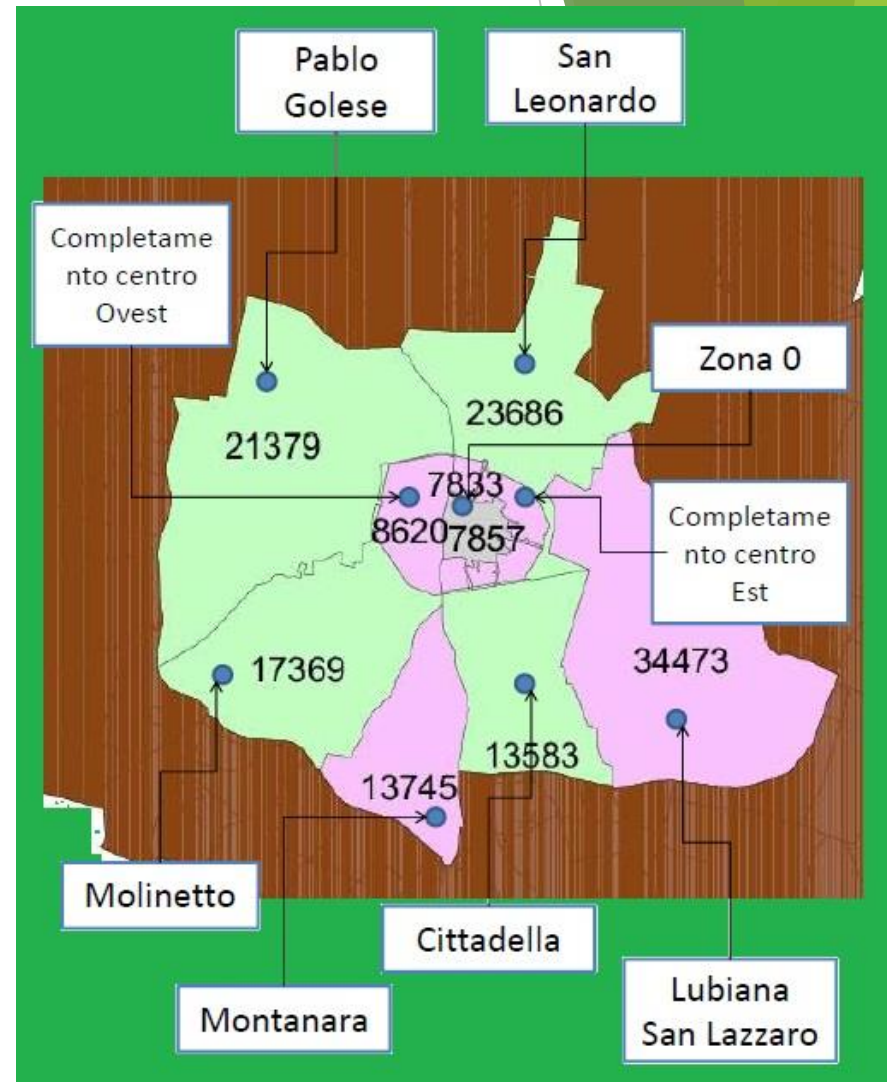 Pablo
Golese
San
Leonardo
Completame
nto centro
Ovest
Zona 0
23686
21379
7833
8620
7857
Completame
nto centro
Est
34473
17369
13583
13745
Molinetto
Cittadella
Montanara
Lubiana
San Lazzaro